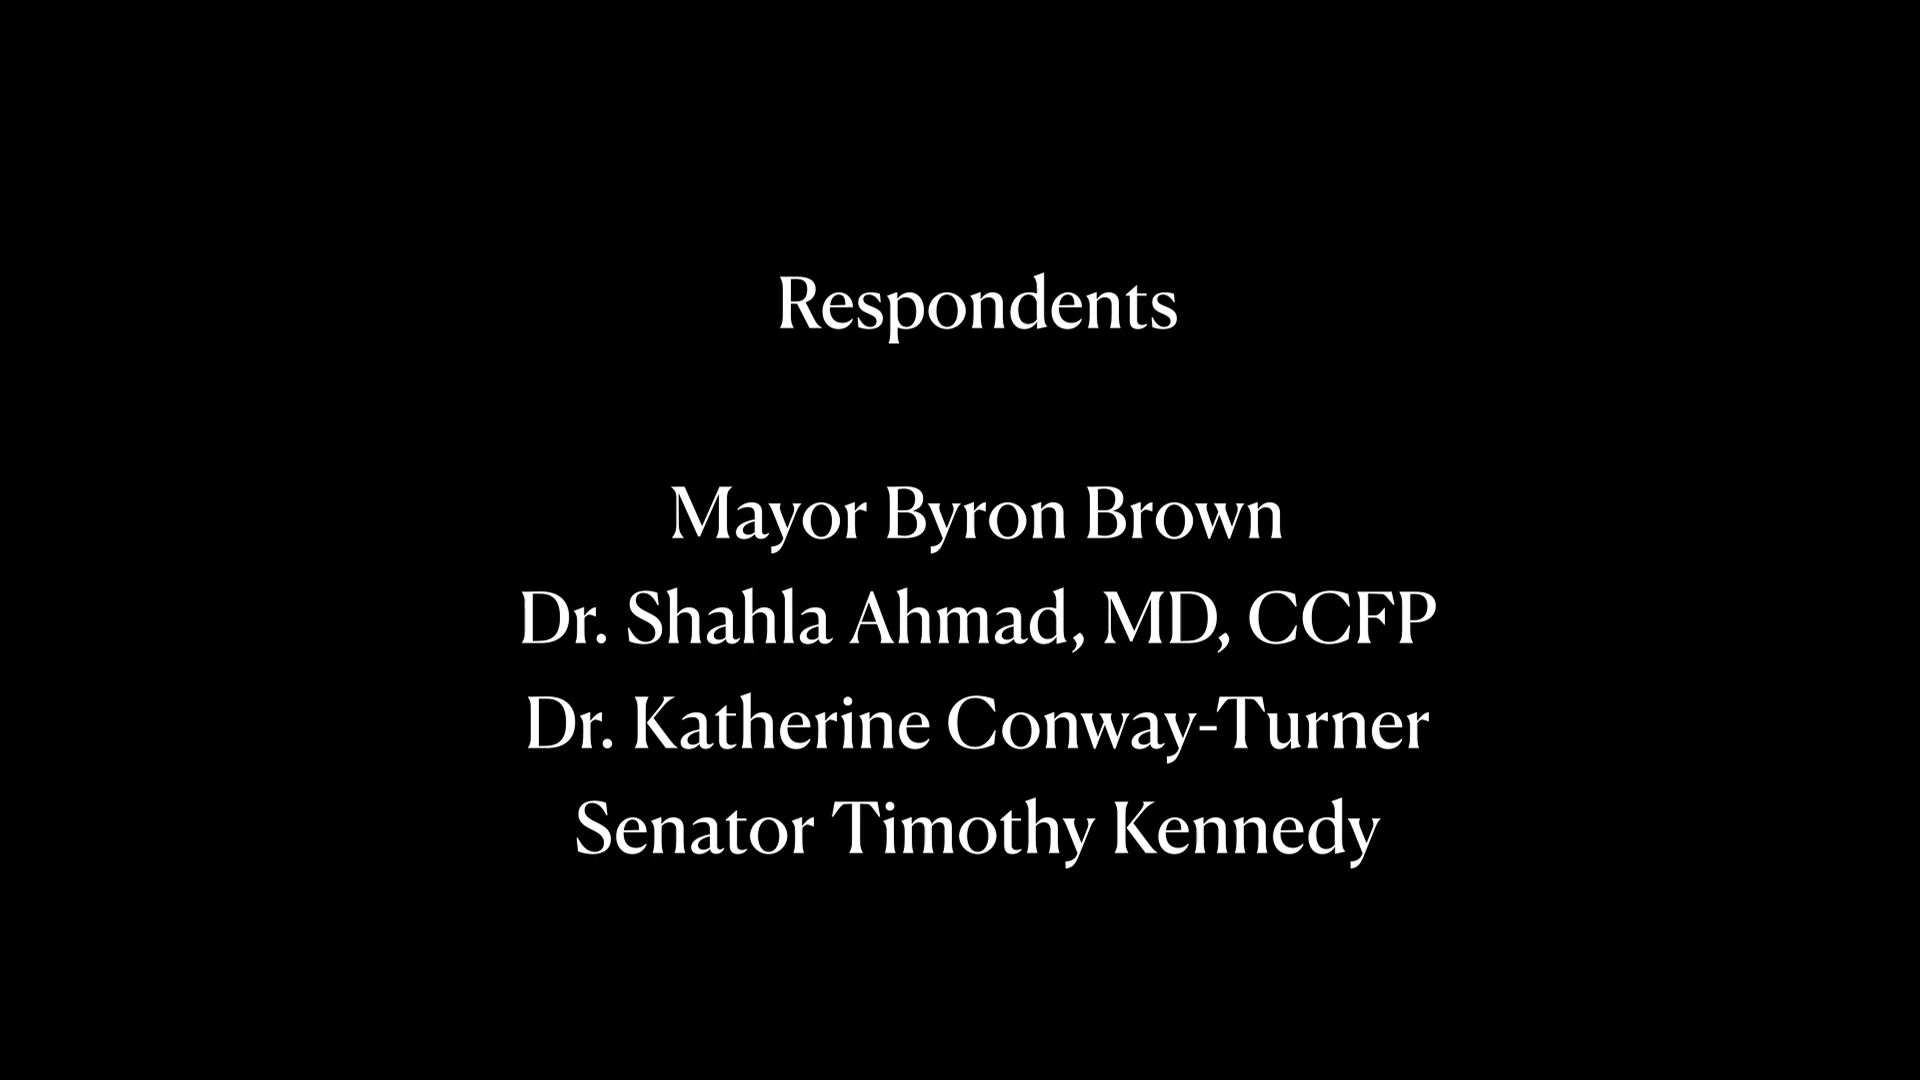 Respondents
Mayor Byron Brown
Dr. Shahla Ahmad, MD, CCFP
Dr. Katherine Conway-Turner
Senator Timothy Kennedy